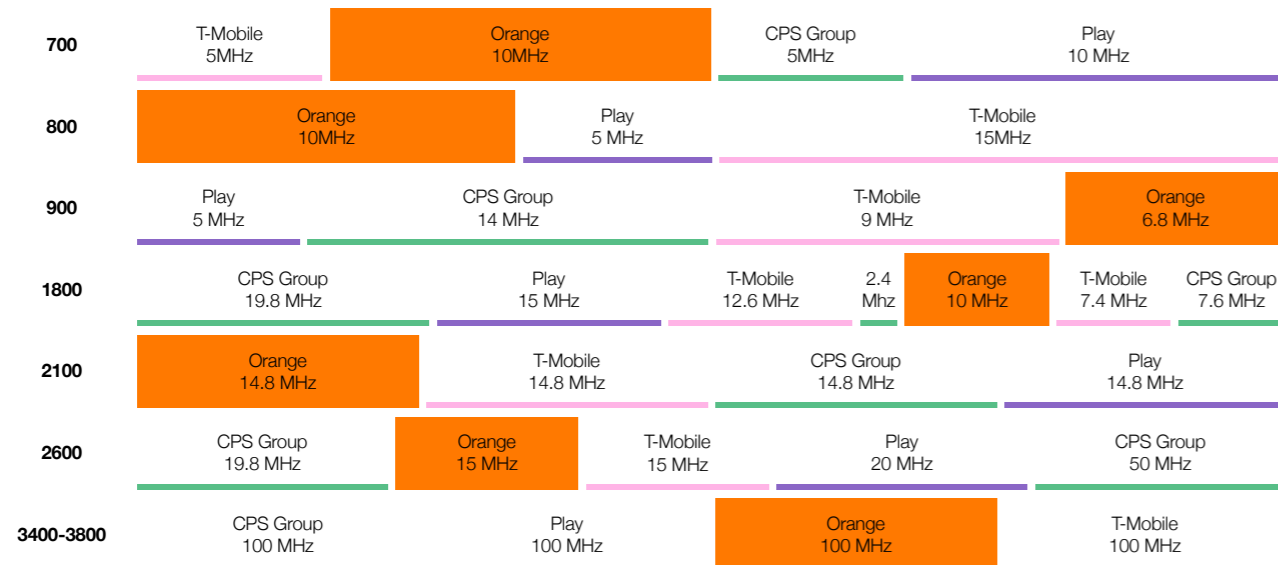 700
T-Mobile
5MHz
Orange
10MHz
CPS Group
5MHz
Play
10 MHz
800
Orange
10MHz
Play
5 MHz
T-Mobile
15MHz
900
Play
5 MHz
CPS Group
14 MHz
T-Mobile
9 MHz
Orange
6.8 MHz
1800
CPS Group
19.8 MHz
Play
15 MHz
T-Mobile
12.6 MHz
2.4
Mhz
Orange
10 MHz
T-Mobile
7.4 MHz
CPS Group
7.6 MHz
2100
Orange
14.8 MHz
T-Mobile
14.8 MHz
CPS Group
14.8 MHz
Play
14.8 MHz
2600
CPS Group
19.8 MHz
Orange
15 MHz
T-Mobile
15 MHz
Play
20 MHz
CPS Group
50 MHz
3400-3800
CPS Group
100 MHz
Play
100 MHz
Orange
100 MHz
T-Mobile
100 MHz